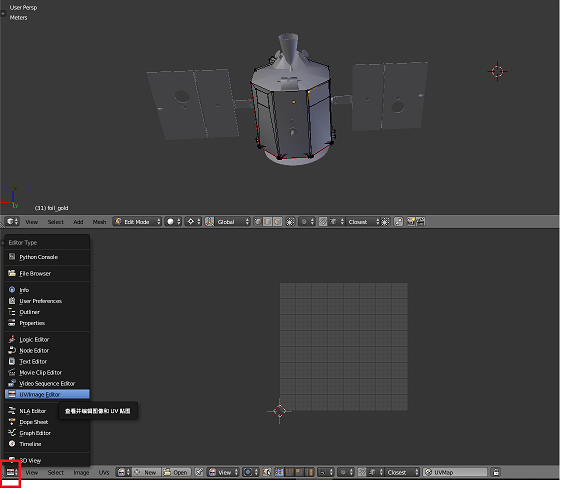 User Persp
Meters
(31) foil_gold
View Select Add Mesh Edit Mode Global Closest
Editor Type
Python Console
File Browser
Info
User Preferences
Outliner
Properties
Logic Editor
Node Editor
Text Editor
Movie Clip Editor
Video Sequence Editor
UV/Image Editor
查看并编辑图像和 UV 贴图
NLA Editor
Dope Sheet
Graph Editor
Timeline
3D View
View Select Image UVs New Open View Closest UVMap